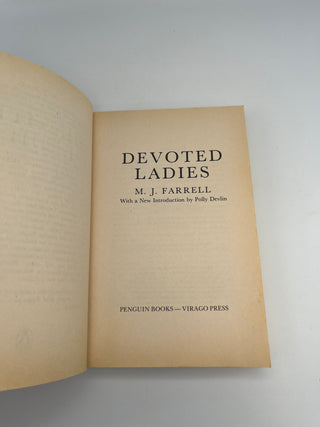 DEVOTED
LADIES
M. J. FARRELL
With a New Introduction by Polly Devlin
PENGUIN BOOKS — VIRAGO PRESS